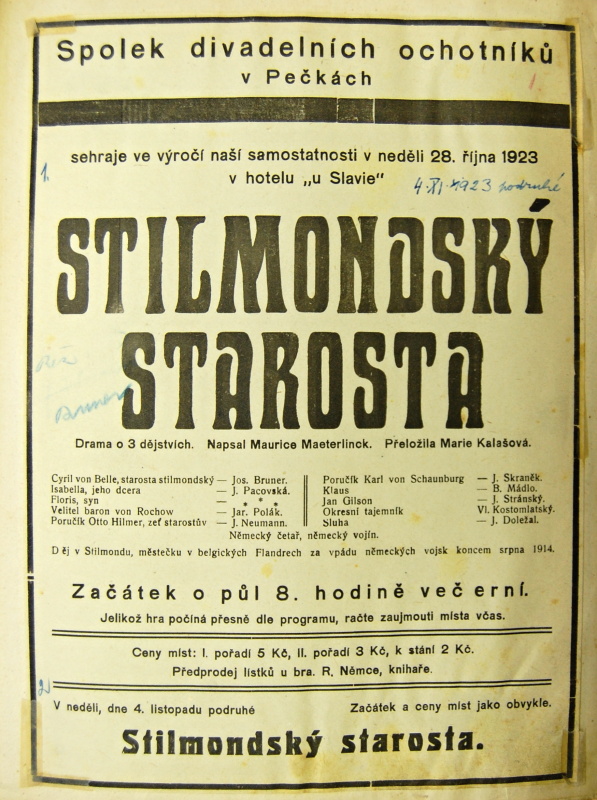 Spolek divadelních ochotníků
v Pečkách
1.
sehraje ve výročí naší samostatnosti v neděli 28. října 1923
1.
v hotelu „u Slavie"
4. XI. 1923 podruhé
STILMONDSKÝ
STAROSTA
Drama o 3 dějstvích. Napsal Maurice Maeterlinck. Přeložila Marie Kalašová.
Cyril von Belle, starosta stilmondský — Jos. Bruner.
Isabella, jeho dcera — J. Pacovská.
Floris, syn — * * *
Velitel baron von Rochow — Jar. Polák.
Poručík Otto Hilmer, zeť starostův — J. Neumann.
Poručík Karl von Schaunburg — J. Skraněk.
Klaus — B. Mádlo.
Jan Gilson — J. Stránský.
Okresní tajemník Vl. Kostomlatský.
Sluha — J. Doležal.
Německý četař, německý vojín.
Děj v Stilmondu, městečku v belgických Flandrech za vpádu německých vojsk koncem srpna 1914.
Začátek o půl 8. hodině večerní.
Jelikož hra počíná přesně dle programu, račte zaujmouti místa včas.
Ceny míst: I. pořadí 5 Kč, II. pořadí 3 Kč, k stání 2 Kč.
Předprodej lístků u bra. R. Němce, knihaře.
2.
V neděli, dne 4. listopadu podruhé Začátek a ceny míst jako obvykle.
Stilmondský starosta.